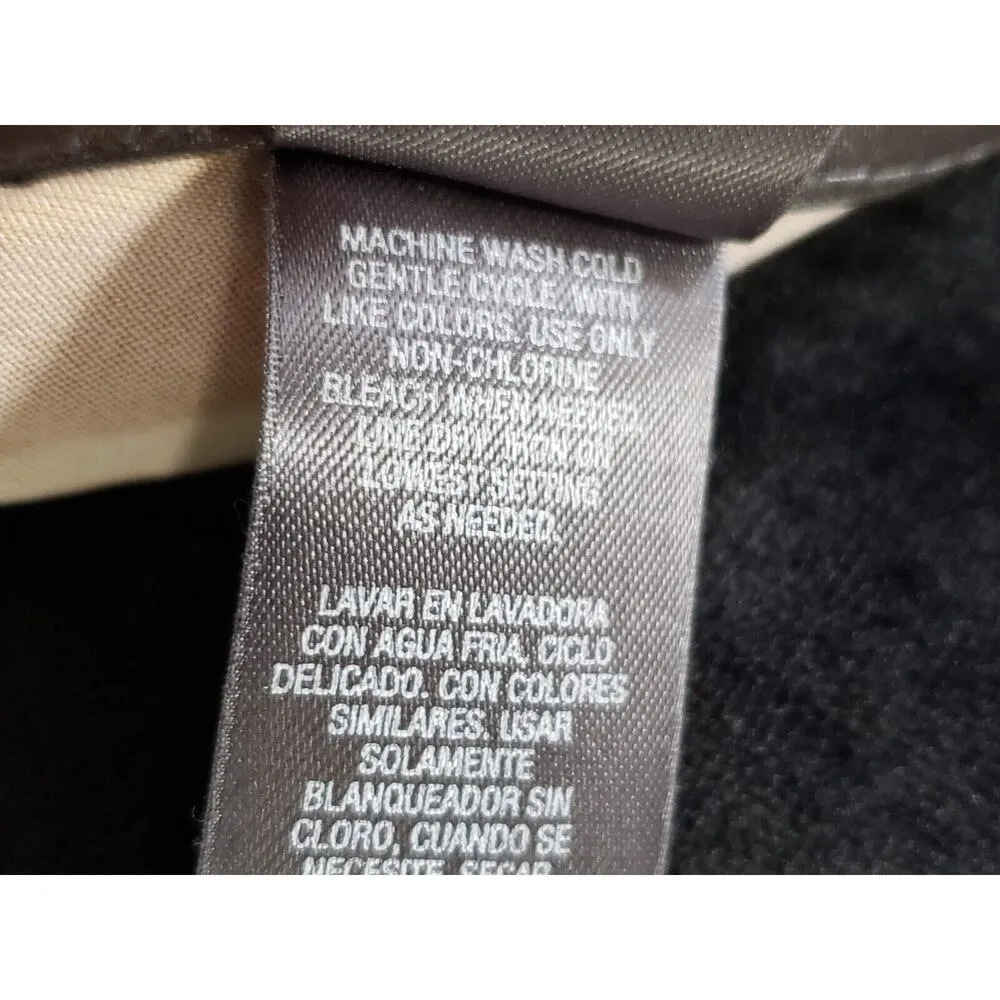 MACHINE WASH COLD
GENTLE CYCLE, WITH
LIKE COLORS. USE ONLY
NON-CHLORINE
BLEACH WHEN NEEDED.
LINE DRY. IRON ON
LOWEST SETTING
AS NEEDED.
LAVAR EN LAVADORA
CON AGUA FRIA, CICLO
DELICADO. CON COLORES
SIMILARES. USAR
SOLAMENTE
BLANQUEADOR SIN
CLORO, CUANDO SE
NECESITE. SECAR